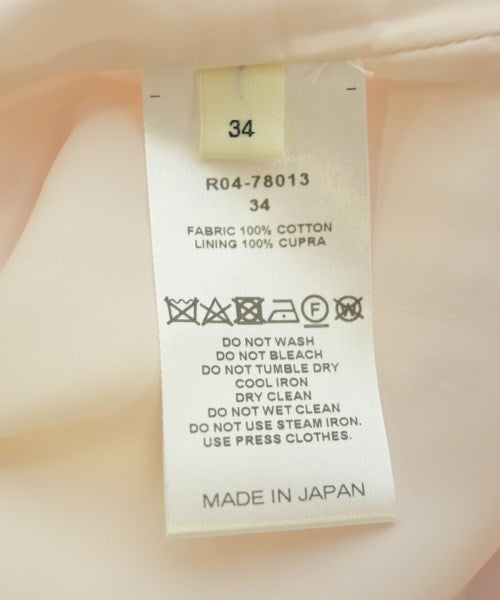 34
R04-78013
34
FABRIC 100% COTTON
LINING 100% CUPRA
F W
DO NOT WASH
DO NOT BLEACH
DO NOT TUMBLE DRY
COOL IRON
DRY CLEAN
DO NOT WET CLEAN
DO NOT USE STEAM IRON.
USE PRESS CLOTHES.
MADE IN JAPAN